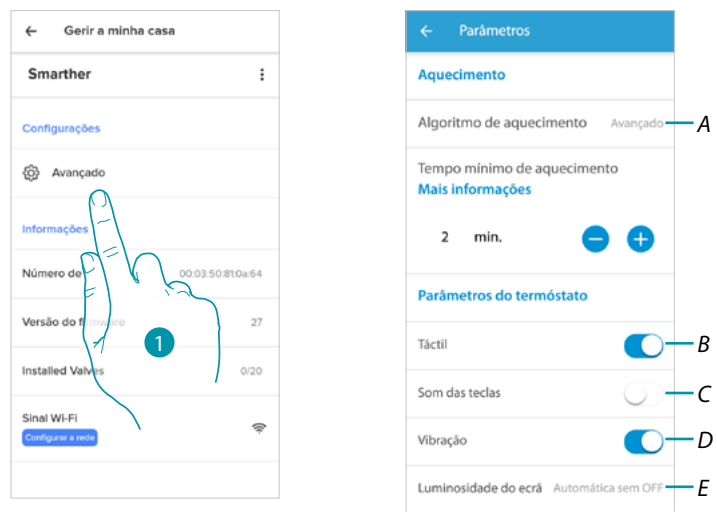 Gerir a minha casa
Smarther
Configurações
Avançado
Informações
Número de
00:03:50:81:0a:64
Versão do firmware
27
Installed Valves
0/20
Sinal Wi-Fi
Configurar a rede
1
Parâmetros
Aquecimento
Algoritmo de aquecimento Avançado
A
Tempo mínimo de aquecimento
Mais informações
2 min.
Parâmetros do termóstato
Táctil
B
Som das teclas
C
Vibração
D
Luminosidade do ecrã Automática sem OFF
E